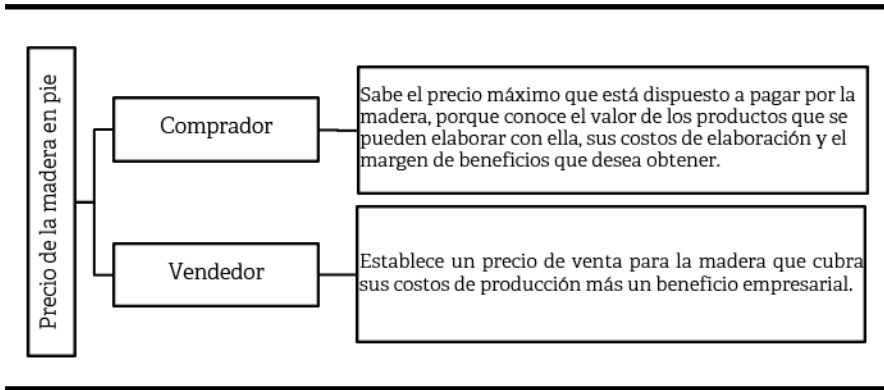 Precio de la madera en pie
Comprador
Sabe el precio máximo que está dispuesto a pagar por la
madera, porque conoce el valor de los productos que se
pueden elaborar con ella, sus costos de elaboración y el
margen de beneficios que desea obtener.
Vendedor
Establece un precio de venta para la madera que cubra
sus costos de producción más un beneficio empresarial.